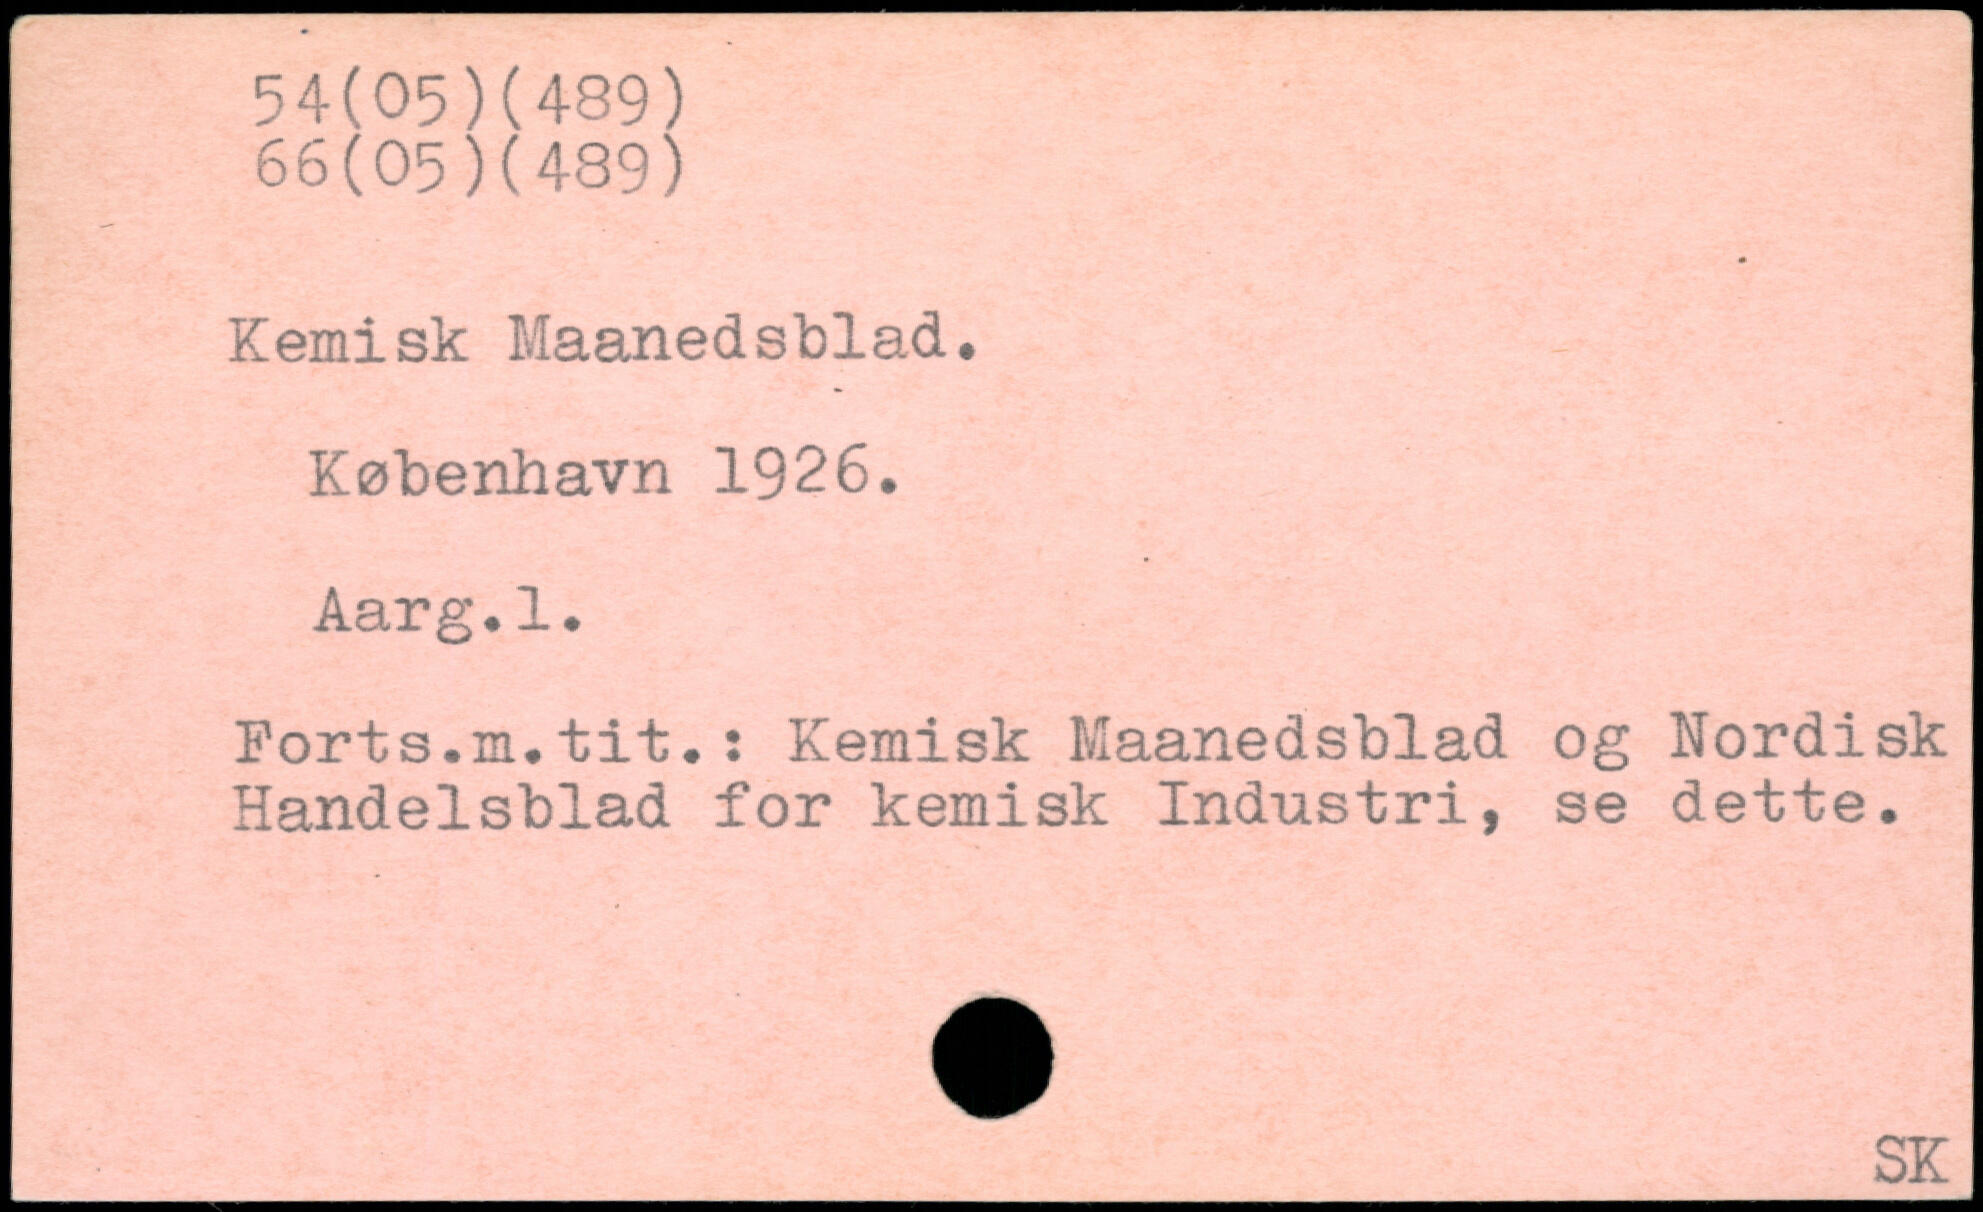 54(05)(489)
66(05)(489)
Kemisk Maanedsblad.
København 1926.
Aarg.1.
Forts.m.tit.: Kemisk Maanedsblad og Nordisk
Handelsblad for kemisk Industri, se dette.
SK